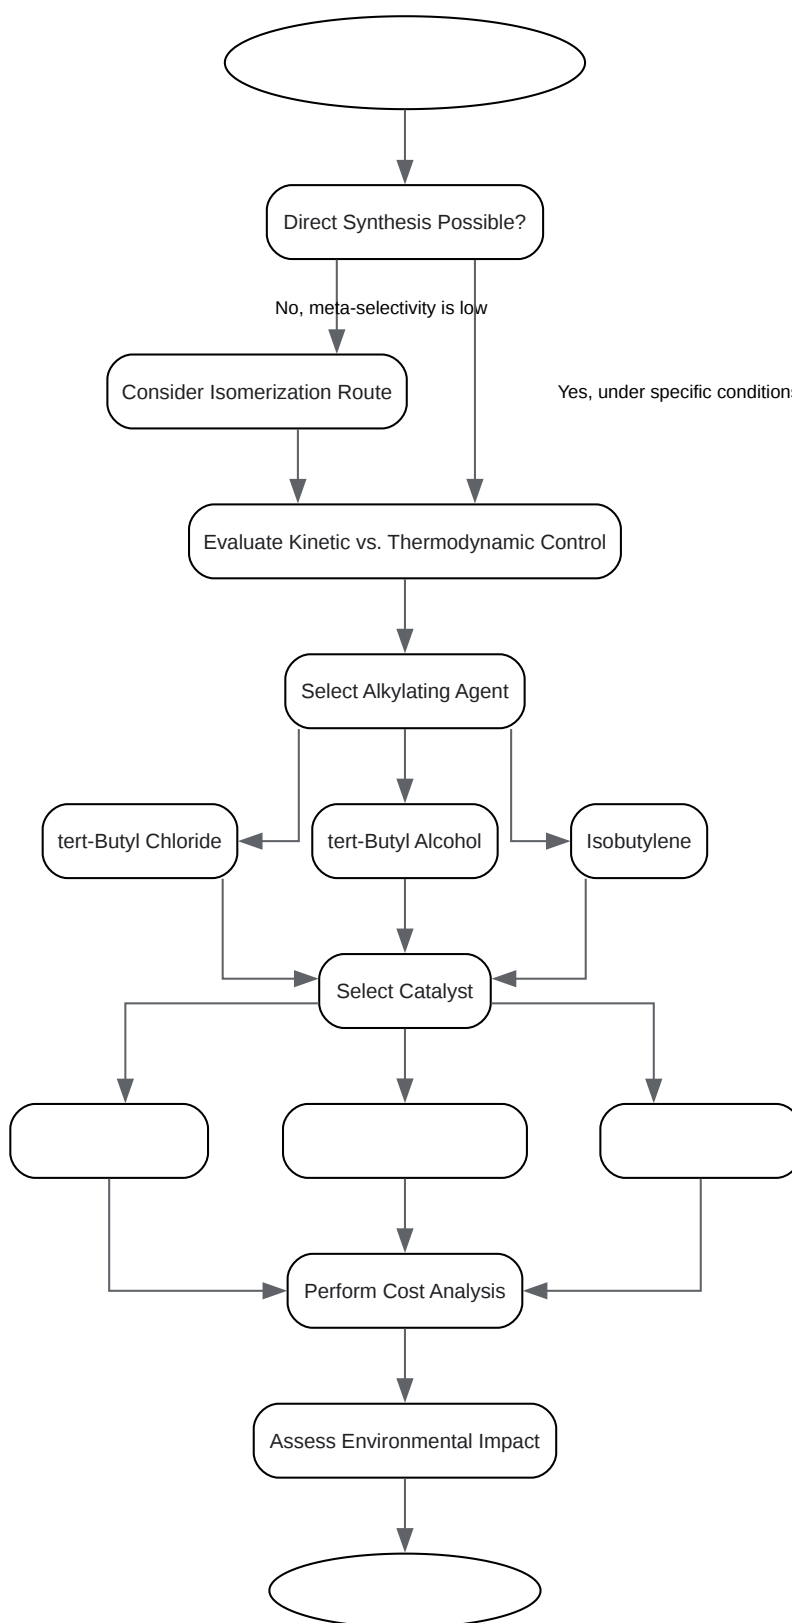 Direct Synthesis Possible?
No, meta-selectivity is low
Consider Isomerization Route
Yes, under specific conditions
Evaluate Kinetic vs. Thermodynamic Control
Select Alkylating Agent
tert-Butyl Chloride
tert-Butyl Alcohol
Isobutylene
Select Catalyst
Perform Cost Analysis
Assess Environmental Impact